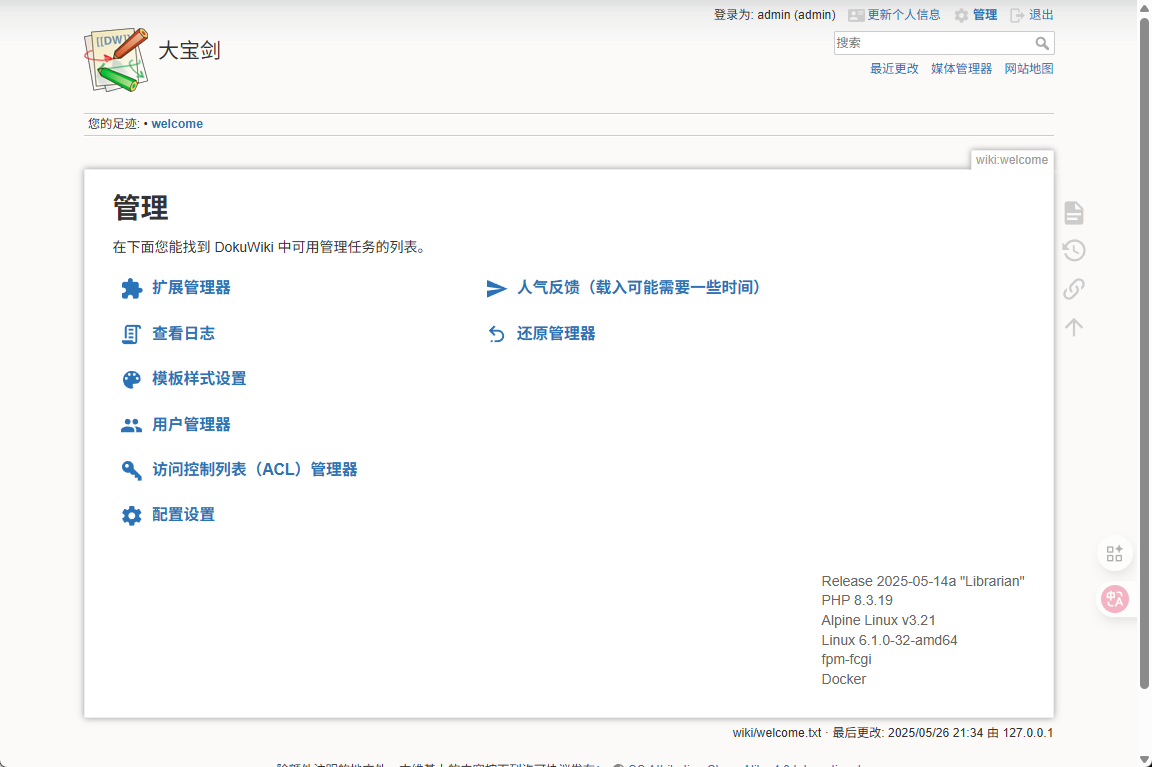 登录为: admin (admin) 更新个人信息 管理 退出
[[DW]]
大宝剑
搜索
最近更改 媒体管理器 网站地图
您的足迹: • welcome
wiki:welcome
管理
在下面您能找到 DokuWiki 中可用管理任务的列表。
扩展管理器
人气反馈（载入可能需要一些时间）
查看日志
还原管理器
模板样式设置
用户管理器
访问控制列表（ACL）管理器
配置设置
Release 2025-05-14a "Librarian"
PHP 8.3.19
Alpine Linux v3.21
Linux 6.1.0-32-amd64
fpm-fcgi
Docker
wiki/welcome.txt · 最后更改: 2025/05/26 21:34 由 127.0.0.1